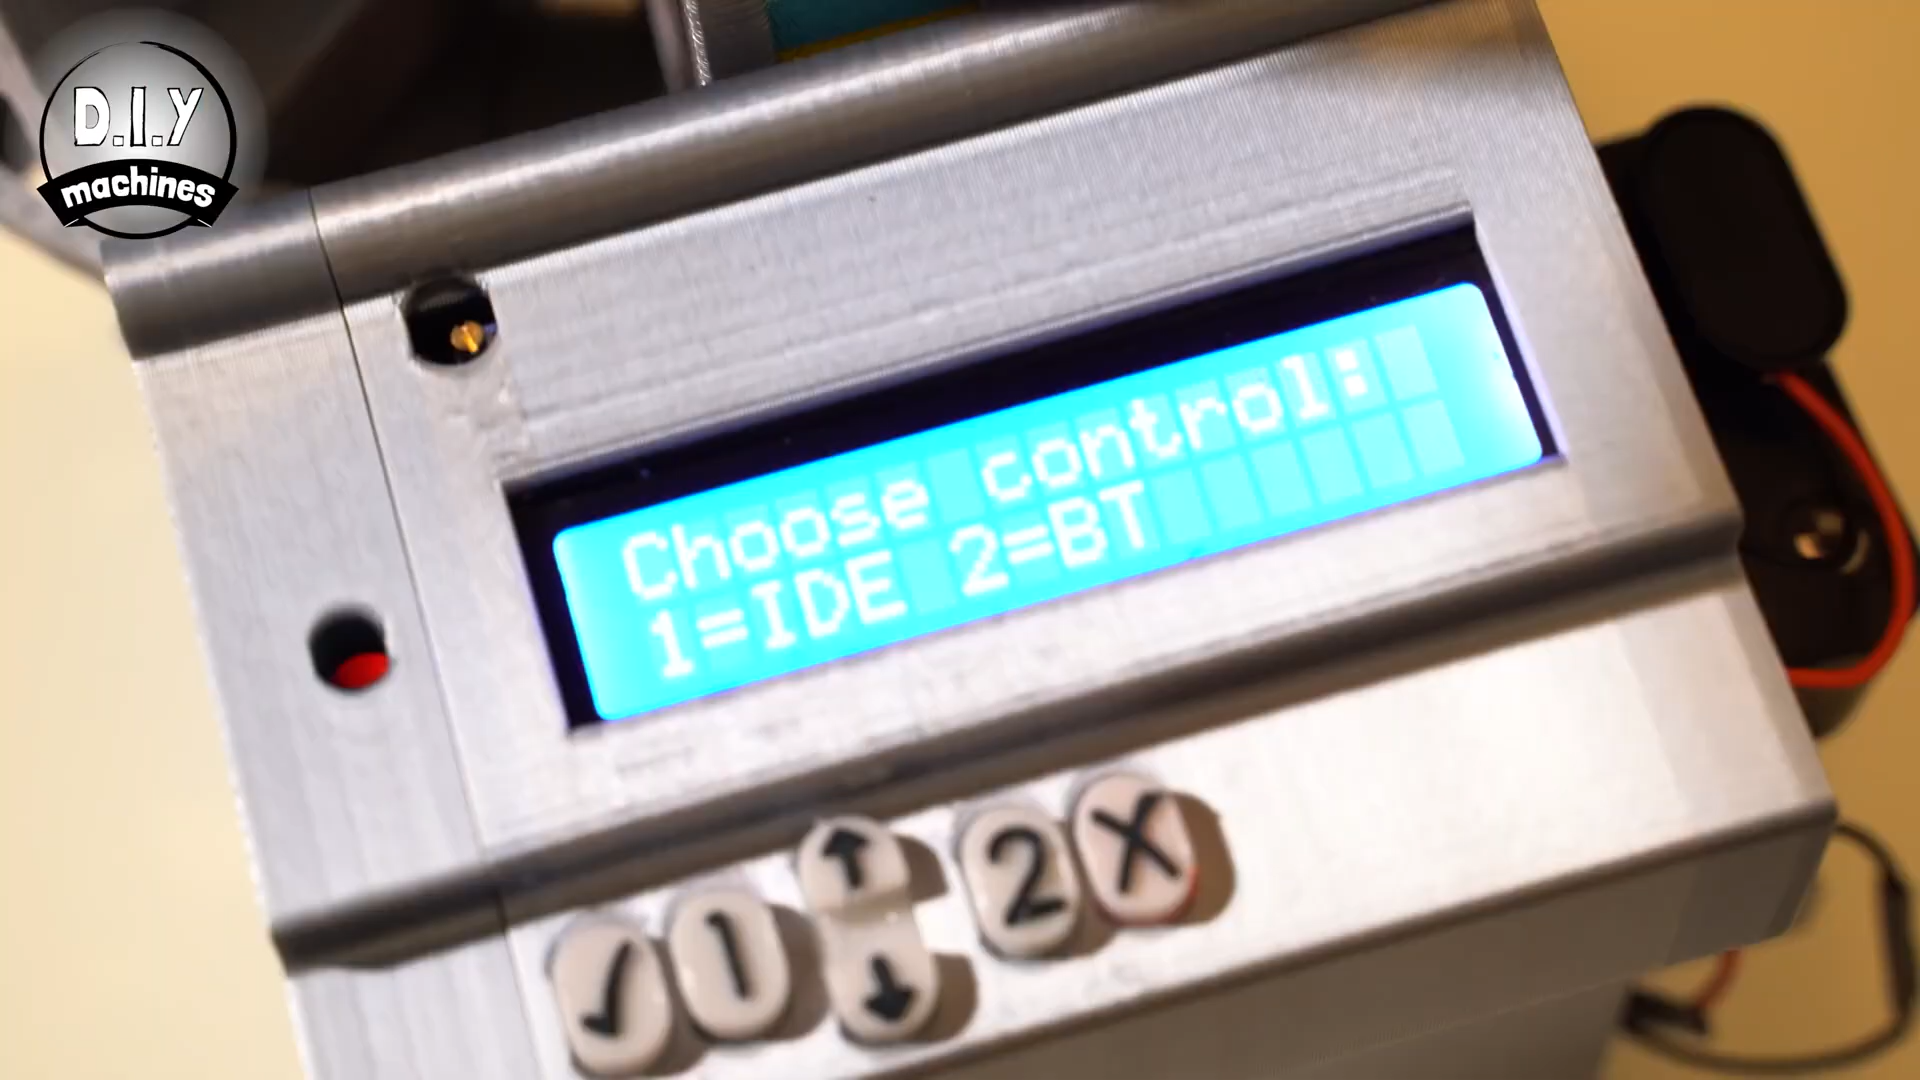 D.I.Y
machines
Choose control:
1=IDE 2=BT
✓ 1 ↑ ↓ 2 X